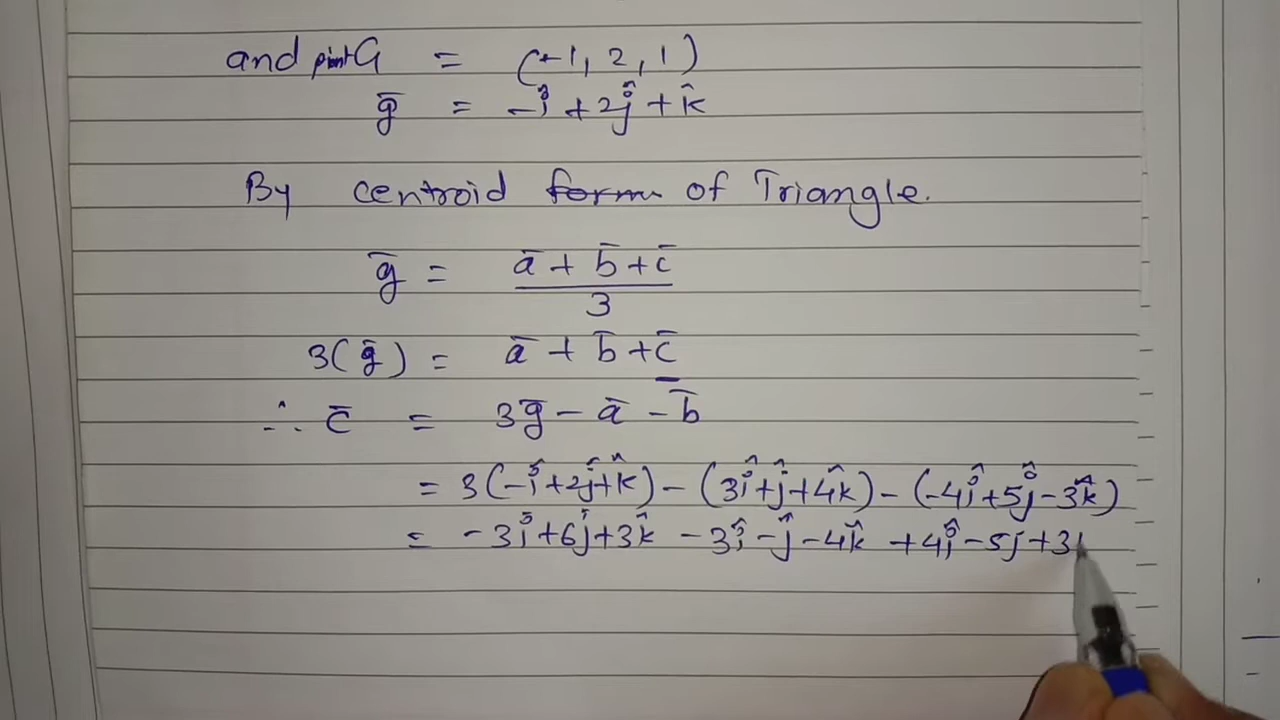 and point G = (-1, 2, 1)
g̅ = -î + 2ĵ + k̂
By centroid form of Triangle.
g̅ = a̅ + b̅ + c̅
3
3(g̅) = a̅ + b̅ + c̅
∴ c̅ = 3g̅ - a̅ - b̅
= 3(-î + 2ĵ + k̂) - (3î + ĵ + 4k̂) - (-4î + 5ĵ - 3k̂)
= -3î + 6ĵ + 3k̂ - 3î - ĵ - 4k̂ + 4î - 5j + 3